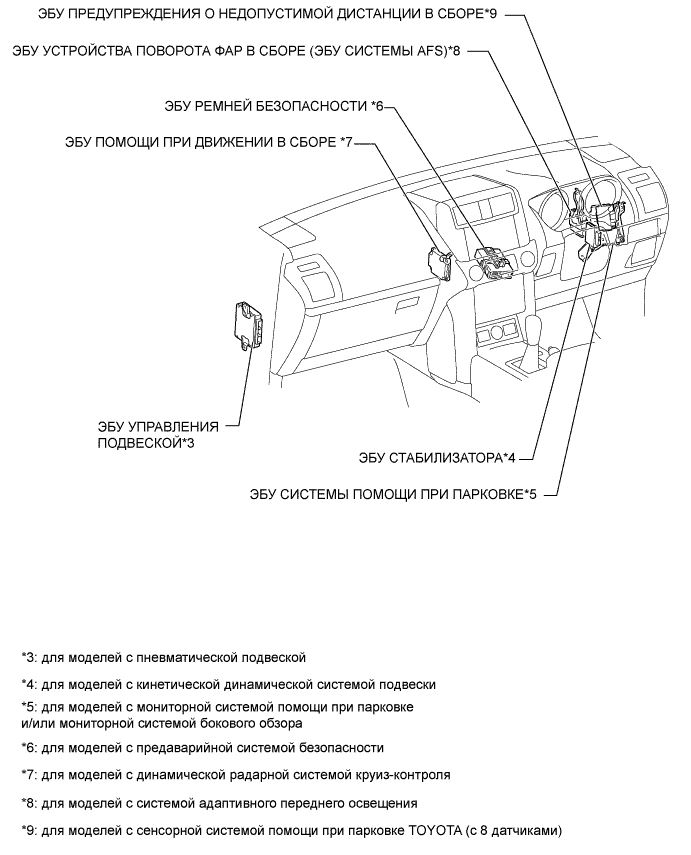 ЭБУ ПРЕДУПРЕЖДЕНИЯ О НЕДОПУСТИМОЙ ДИСТАНЦИИ В СБОРЕ*9
ЭБУ УСТРОЙСТВА ПОВОРОТА ФАР В СБОРЕ (ЭБУ СИСТЕМЫ AFS)*8
ЭБУ РЕМНЕЙ БЕЗОПАСНОСТИ *6
ЭБУ ПОМОЩИ ПРИ ДВИЖЕНИИ В СБОРЕ *7
ЭБУ УПРАВЛЕНИЯ
ПОДВЕСКОЙ*3
ЭБУ СТАБИЛИЗАТОРА*4
ЭБУ СИСТЕМЫ ПОМОЩИ ПРИ ПАРКОВКЕ*5
*3: для моделей с пневматической подвеской
*4: для моделей с кинетической динамической системой подвески
*5: для моделей с мониторной системой помощи при парковке
и/или мониторной системой бокового обзора
*6: для моделей с предаварийной системой безопасности
*7: для моделей с динамической радарной системой круиз-контроля
*8: для моделей с системой адаптивного переднего освещения
*9: для моделей с сенсорной системой помощи при парковке TOYOTA (с 8 датчиками)